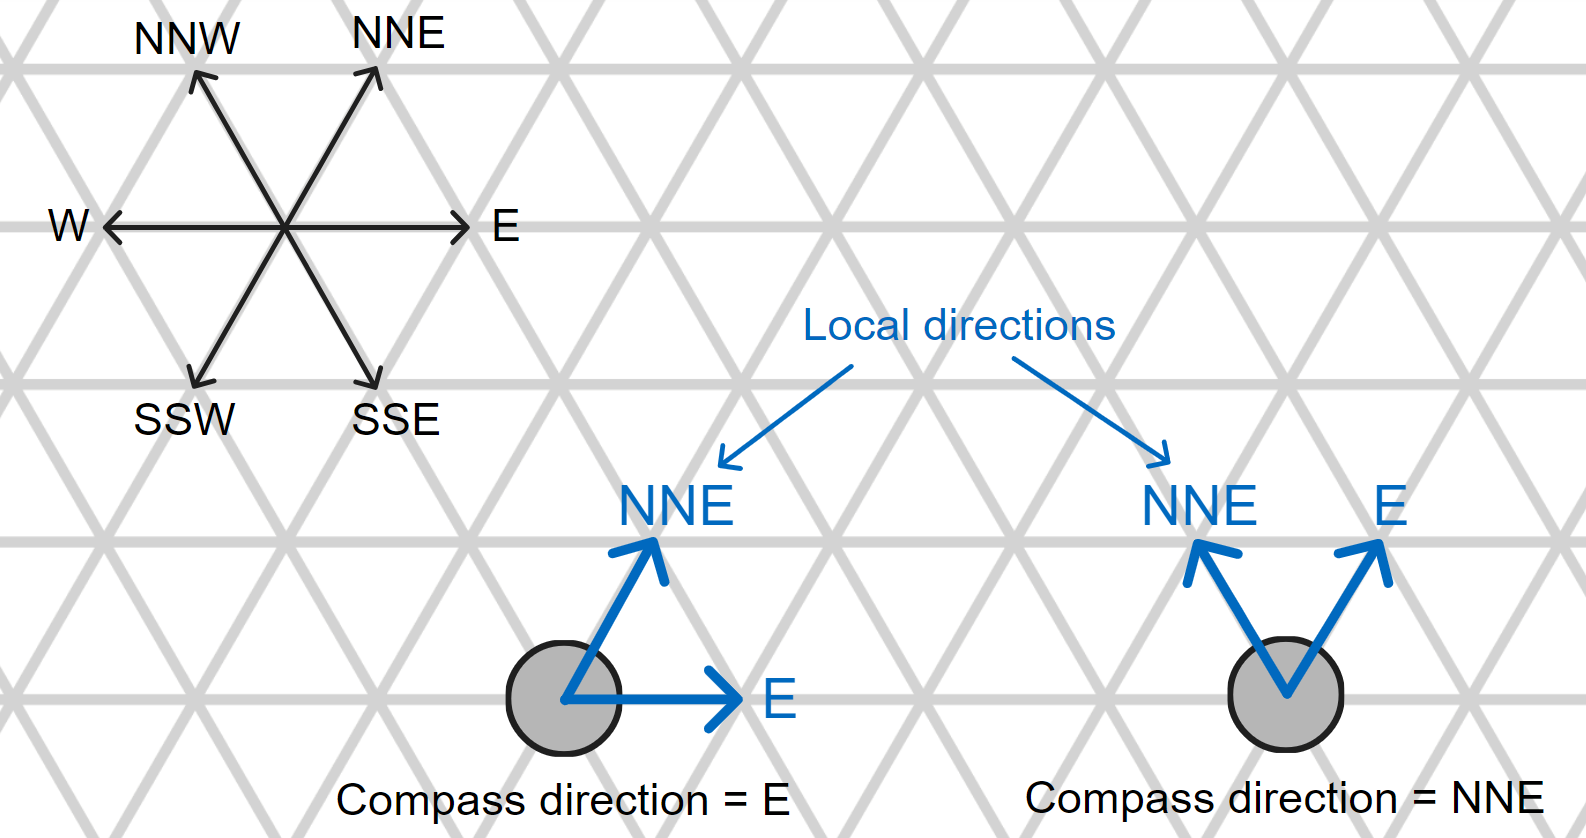 NNW
NNE
W
E
SSW
SSE
Local directions
NNE
E
Compass direction = E
NNE
E
Compass direction = NNE